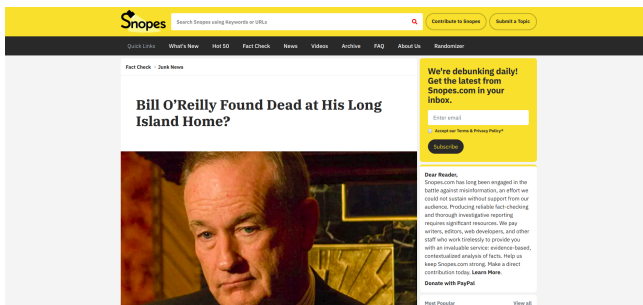 Snopes
Search Snopes using Keywords or URLs
Contribute to Snopes
Submit a Topic
Quick Links
What's New
Hot 50
Fact Check
News
Videos
Archive
FAQ
About Us
Randomizer
Fact Check
Junk News
Bill O'Reilly Found Dead at His Long
Island Home?
We're debunking daily!
Get the latest from
Snopes.com in your
inbox.
Enter email
Accept our Terms & Privacy Policy*
Subscribe
Dear Reader,
Snopes.com has long been engaged in the
battle against misinformation, an effort we
could not sustain without support from our
audience. Producing reliable fact-checking
and thorough investigative reporting
requires significant resources. We pay
writers, editors, web developers, and other
staff who work tirelessly to provide you
with an invaluable service: evidence-based,
contextualized analysis of facts. Help us
keep Snopes.com strong. Make a direct
contribution today. Learn More.
Donate with PayPal
Most Popular
View all